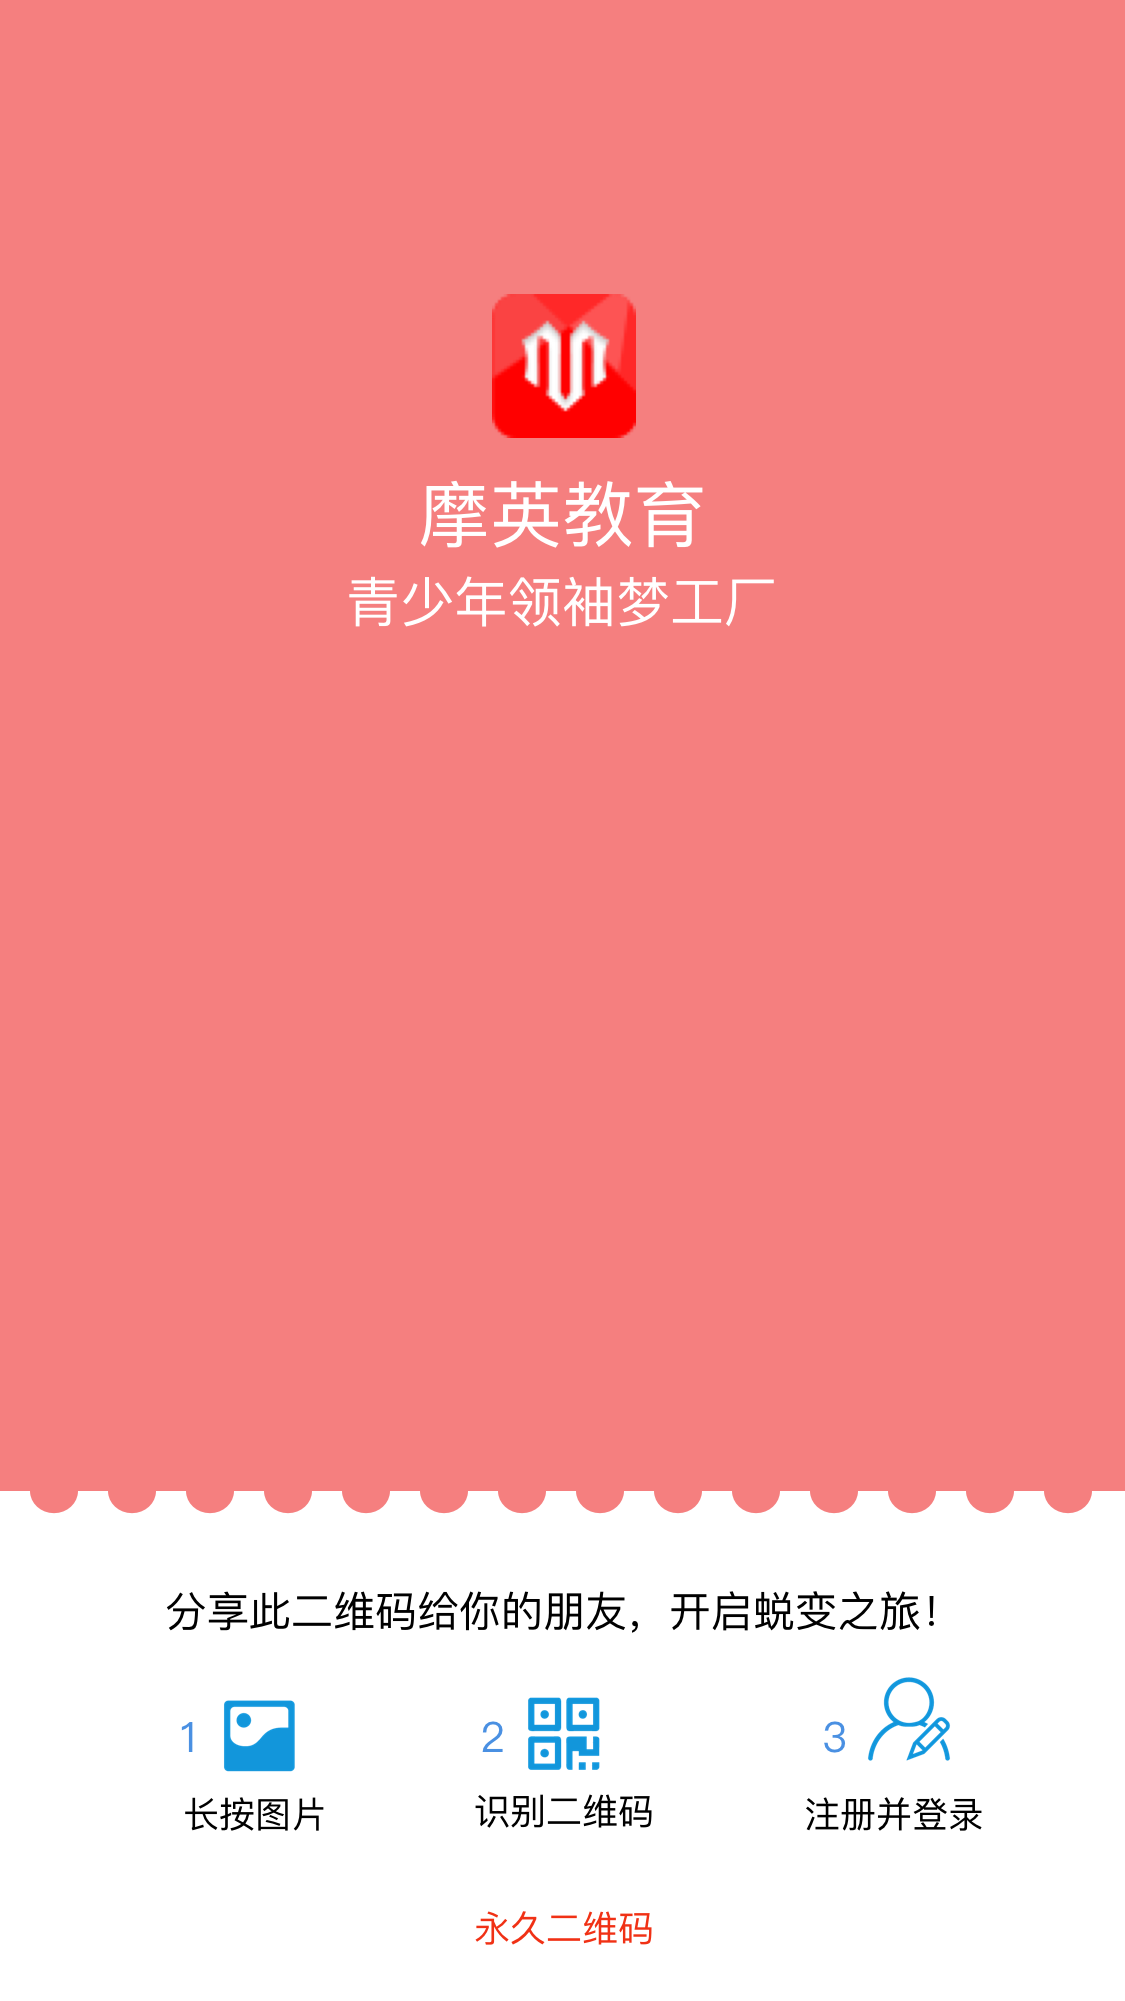 摩英教育
青少年领袖梦工厂
分享此二维码给你的朋友，开启蜕变之旅！
1 2 3
长按图片 识别二维码 注册并登录
永久二维码